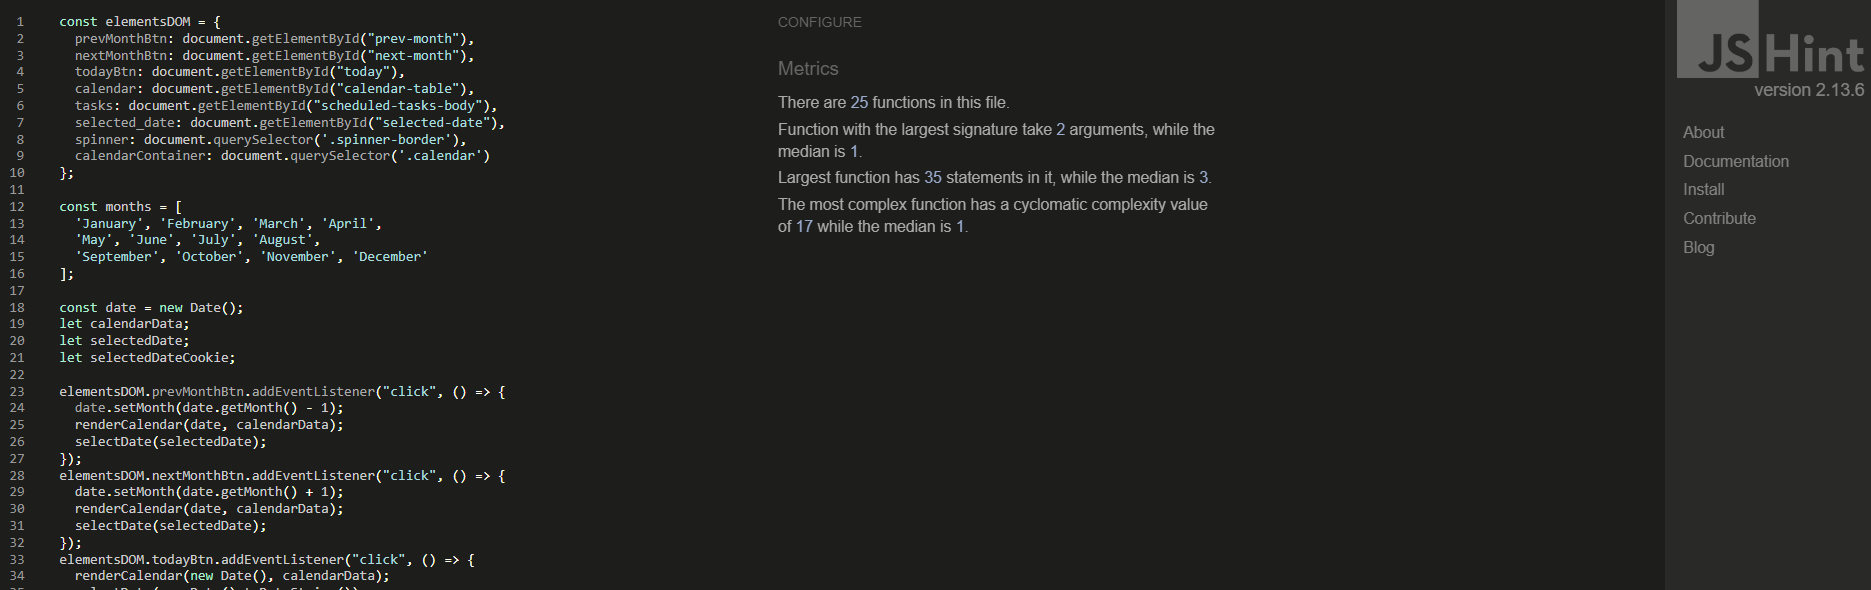 1 const elementsDOM = {
2 prevMonthBtn: document.getElementById("prev-month"),
3 nextMonthBtn: document.getElementById("next-month"),
4 todayBtn: document.getElementById("today"),
5 calendar: document.getElementById("calendar-table"),
6 tasks: document.getElementById("scheduled-tasks-body"),
7 selected_date: document.getElementById("selected-date"),
8 spinner: document.querySelector('.spinner-border'),
9 calendarContainer: document.querySelector('.calendar')
10 };
11
12 const months = [
13 'January', 'February', 'March', 'April',
14 'May', 'June', 'July', 'August',
15 'September', 'October', 'November', 'December'
16 ];
17
18 const date = new Date();
19 let calendarData;
20 let selectedDate;
21 let selectedDateCookie;
22
23 elementsDOM.prevMonthBtn.addEventListener("click", () => {
24 date.setMonth(date.getMonth() - 1);
25 renderCalendar(date, calendarData);
26 selectDate(selectedDate);
27 });
28 elementsDOM.nextMonthBtn.addEventListener("click", () => {
29 date.setMonth(date.getMonth() + 1);
30 renderCalendar(date, calendarData);
31 selectDate(selectedDate);
32 });
33 elementsDOM.todayBtn.addEventListener("click", () => {
34 renderCalendar(new Date(), calendarData);
CONFIGURE
Metrics
There are 25 functions in this file.
Function with the largest signature take 2 arguments, while the
median is 1.
Largest function has 35 statements in it, while the median is 3.
The most complex function has a cyclomatic complexity value
of 17 while the median is 1.
JSHint
version 2.13.6
About
Documentation
Install
Contribute
Blog